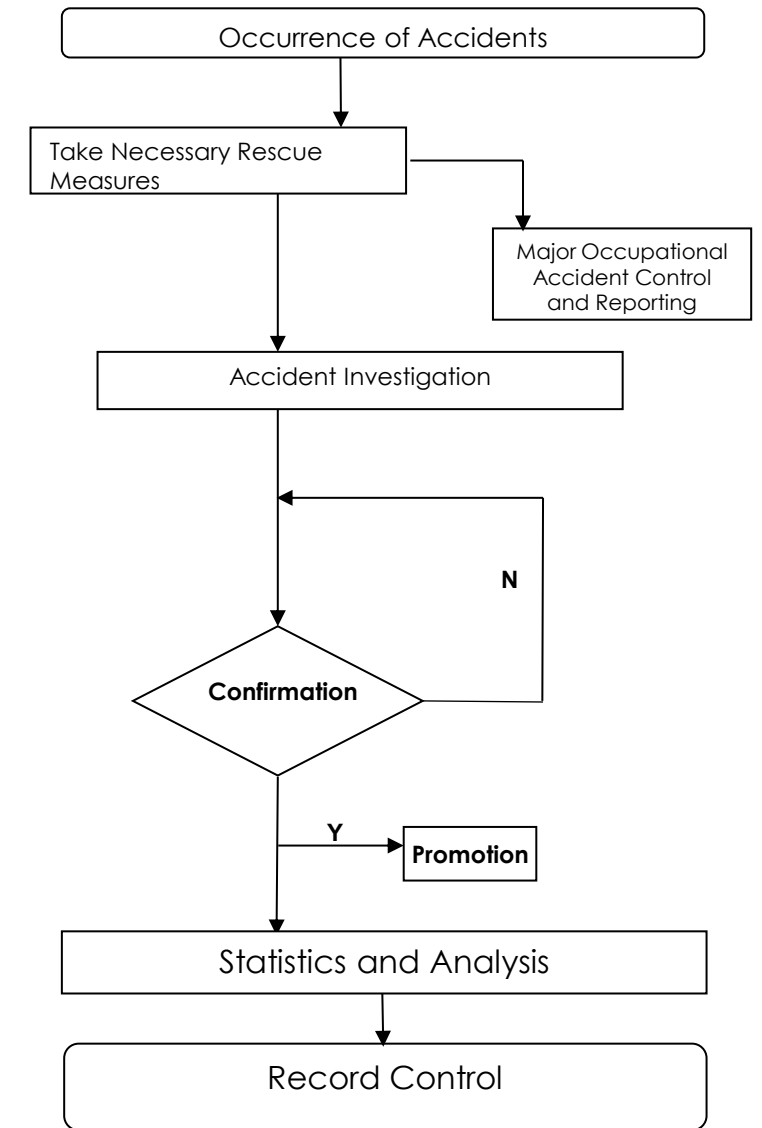 Occurrence of Accidents
Take Necessary Rescue
Measures
Major Occupational
Accident Control
and Reporting
Accident Investigation
N
Confirmation
Y
Promotion
Statistics and Analysis
Record Control